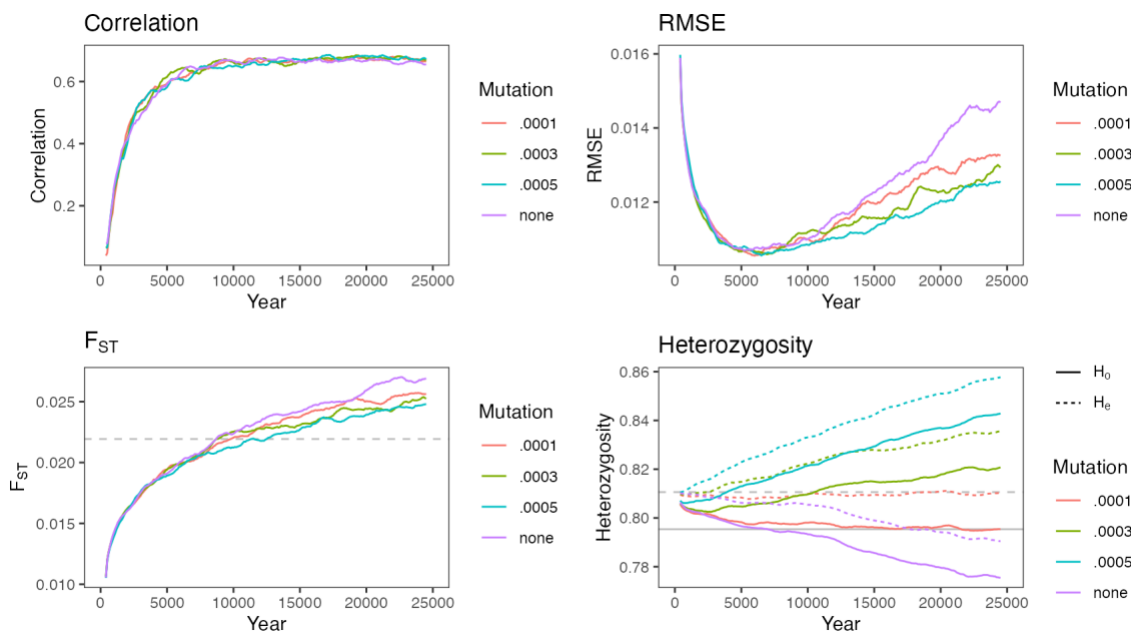 Correlation
RMSE
Correlation
0.6
0.4
0.2
0
5000
10000
15000
20000
25000
Year
Mutation
.0001
.0003
.0005
none
RMSE
0.016
0.014
0.012
0
5000
10000
15000
20000
25000
Year
Mutation
.0001
.0003
.0005
none
FST
Heterozygosity
FST
0.025
0.020
0.015
0.010
0
5000
10000
15000
20000
25000
Year
Mutation
.0001
.0003
.0005
none
Heterozygosity
0.86
0.84
0.82
0.80
0.78
0
5000
10000
15000
20000
25000
Year
Ho
He
Mutation
.0001
.0003
.0005
none